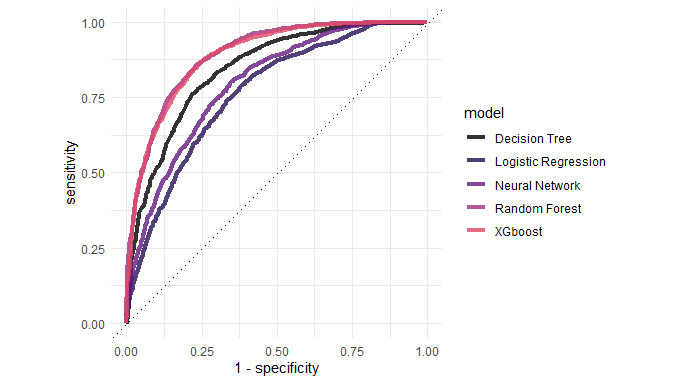 1.00
0.75
0.50
0.25
0.00
sensitivity
0.00 0.25 0.50 0.75 1.00
1 - specificity
model
Decision Tree
Logistic Regression
Neural Network
Random Forest
XGboost